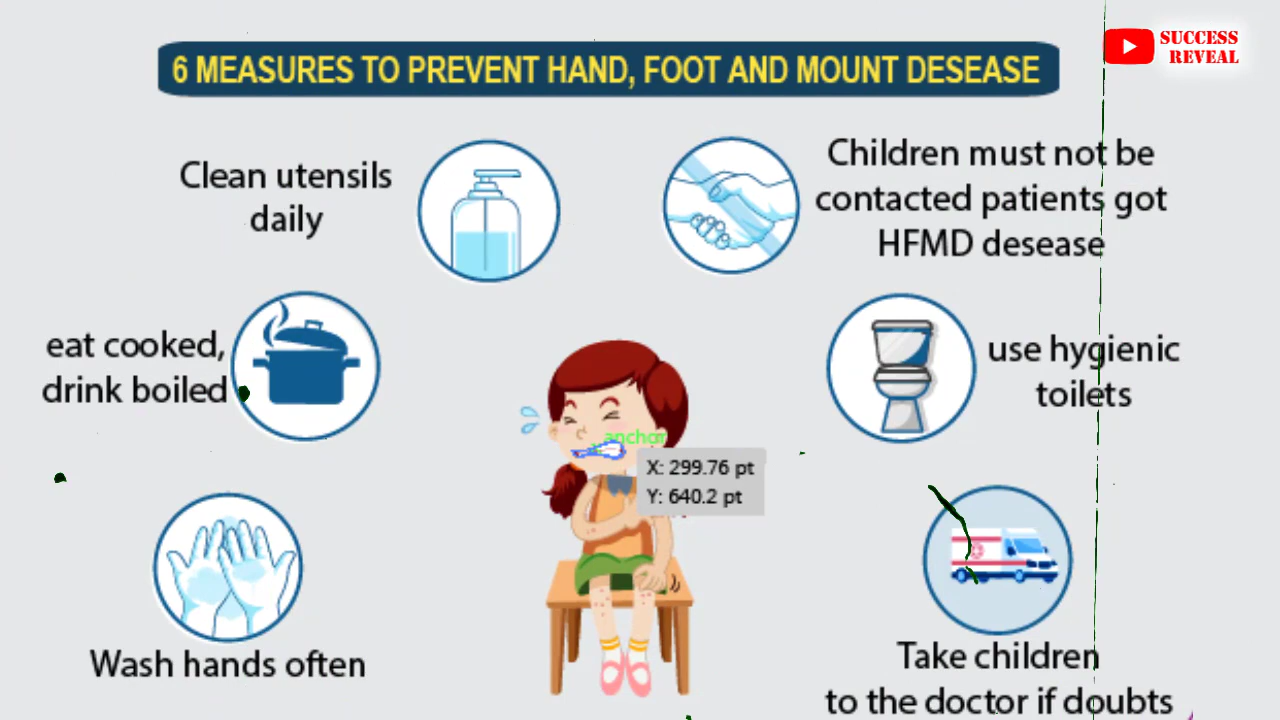 6 MEASURES TO PREVENT HAND, FOOT AND MOUNT DESEASE
SUCCESS
REVEAL
Clean utensils
daily
Children must not be
contacted patients got
HFMD desease
eat cooked,
drink boiled
use hygienic
toilets
anchor
X: 299.76 pt
Y: 640.2 pt
Wash hands often
Take children
to the doctor if doubts